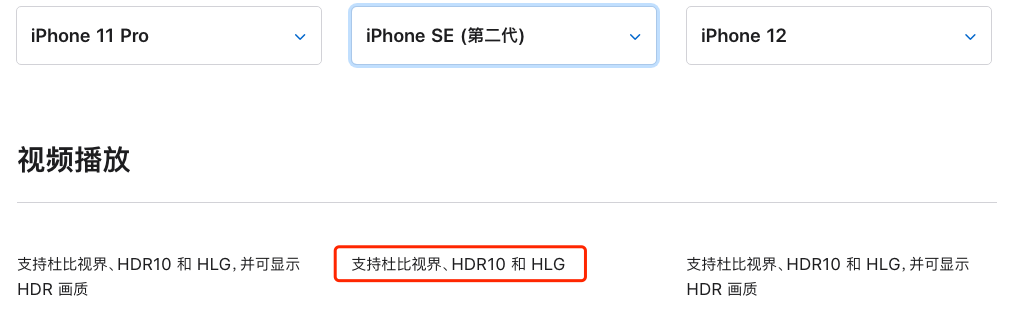 iPhone 11 Pro
iPhone SE (第二代)
iPhone 12
视频播放
支持杜比视界、HDR10 和 HLG，并可显示
HDR 画质
支持杜比视界、HDR10 和 HLG
支持杜比视界、HDR10 和 HLG，并可显示
HDR 画质